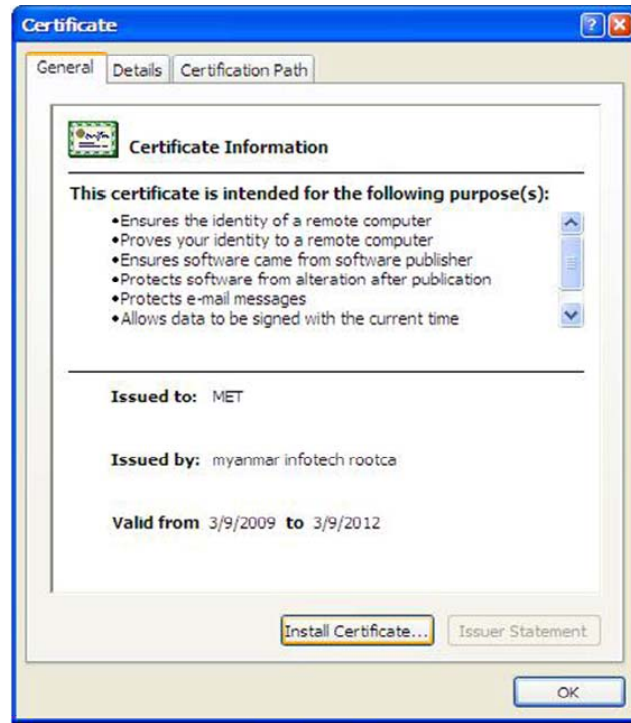 Certificate
General Details Certification Path
Certificate Information
This certificate is intended for the following purpose(s):
•Ensures the identity of a remote computer
•Proves your identity to a remote computer
•Ensures software came from software publisher
•Protects software from alteration after publication
•Protects e-mail messages
•Allows data to be signed with the current time
Issued to: MET
Issued by: myanmar infotech rootca
Valid from 3/9/2009 to 3/9/2012
Install Certificate... Issuer Statement
OK